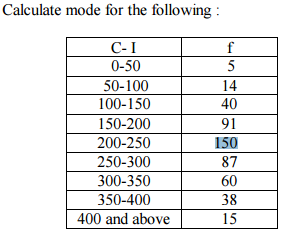 Calculate mode for the following :
C- I f
0-50 5
50-100 14
100-150 40
150-200 91
200-250 150
250-300 87
300-350 60
350-400 38
400 and above 15